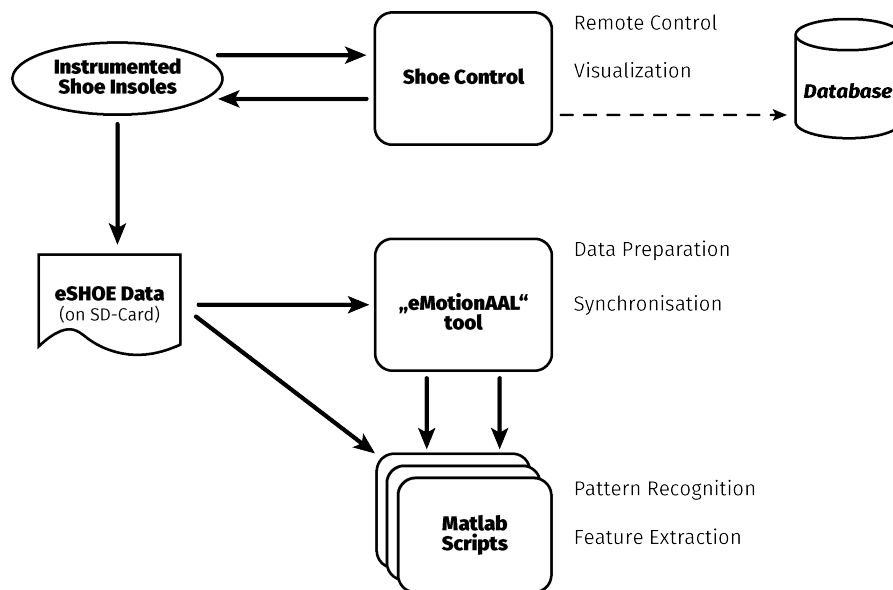 Instrumented
Shoe Insoles
Shoe Control
Remote Control
Visualization
Database
eSHOE Data
(on SD-Card)
„eMotionAAL“
tool
Data Preparation
Synchronisation
Matlab
Scripts
Pattern Recognition
Feature Extraction